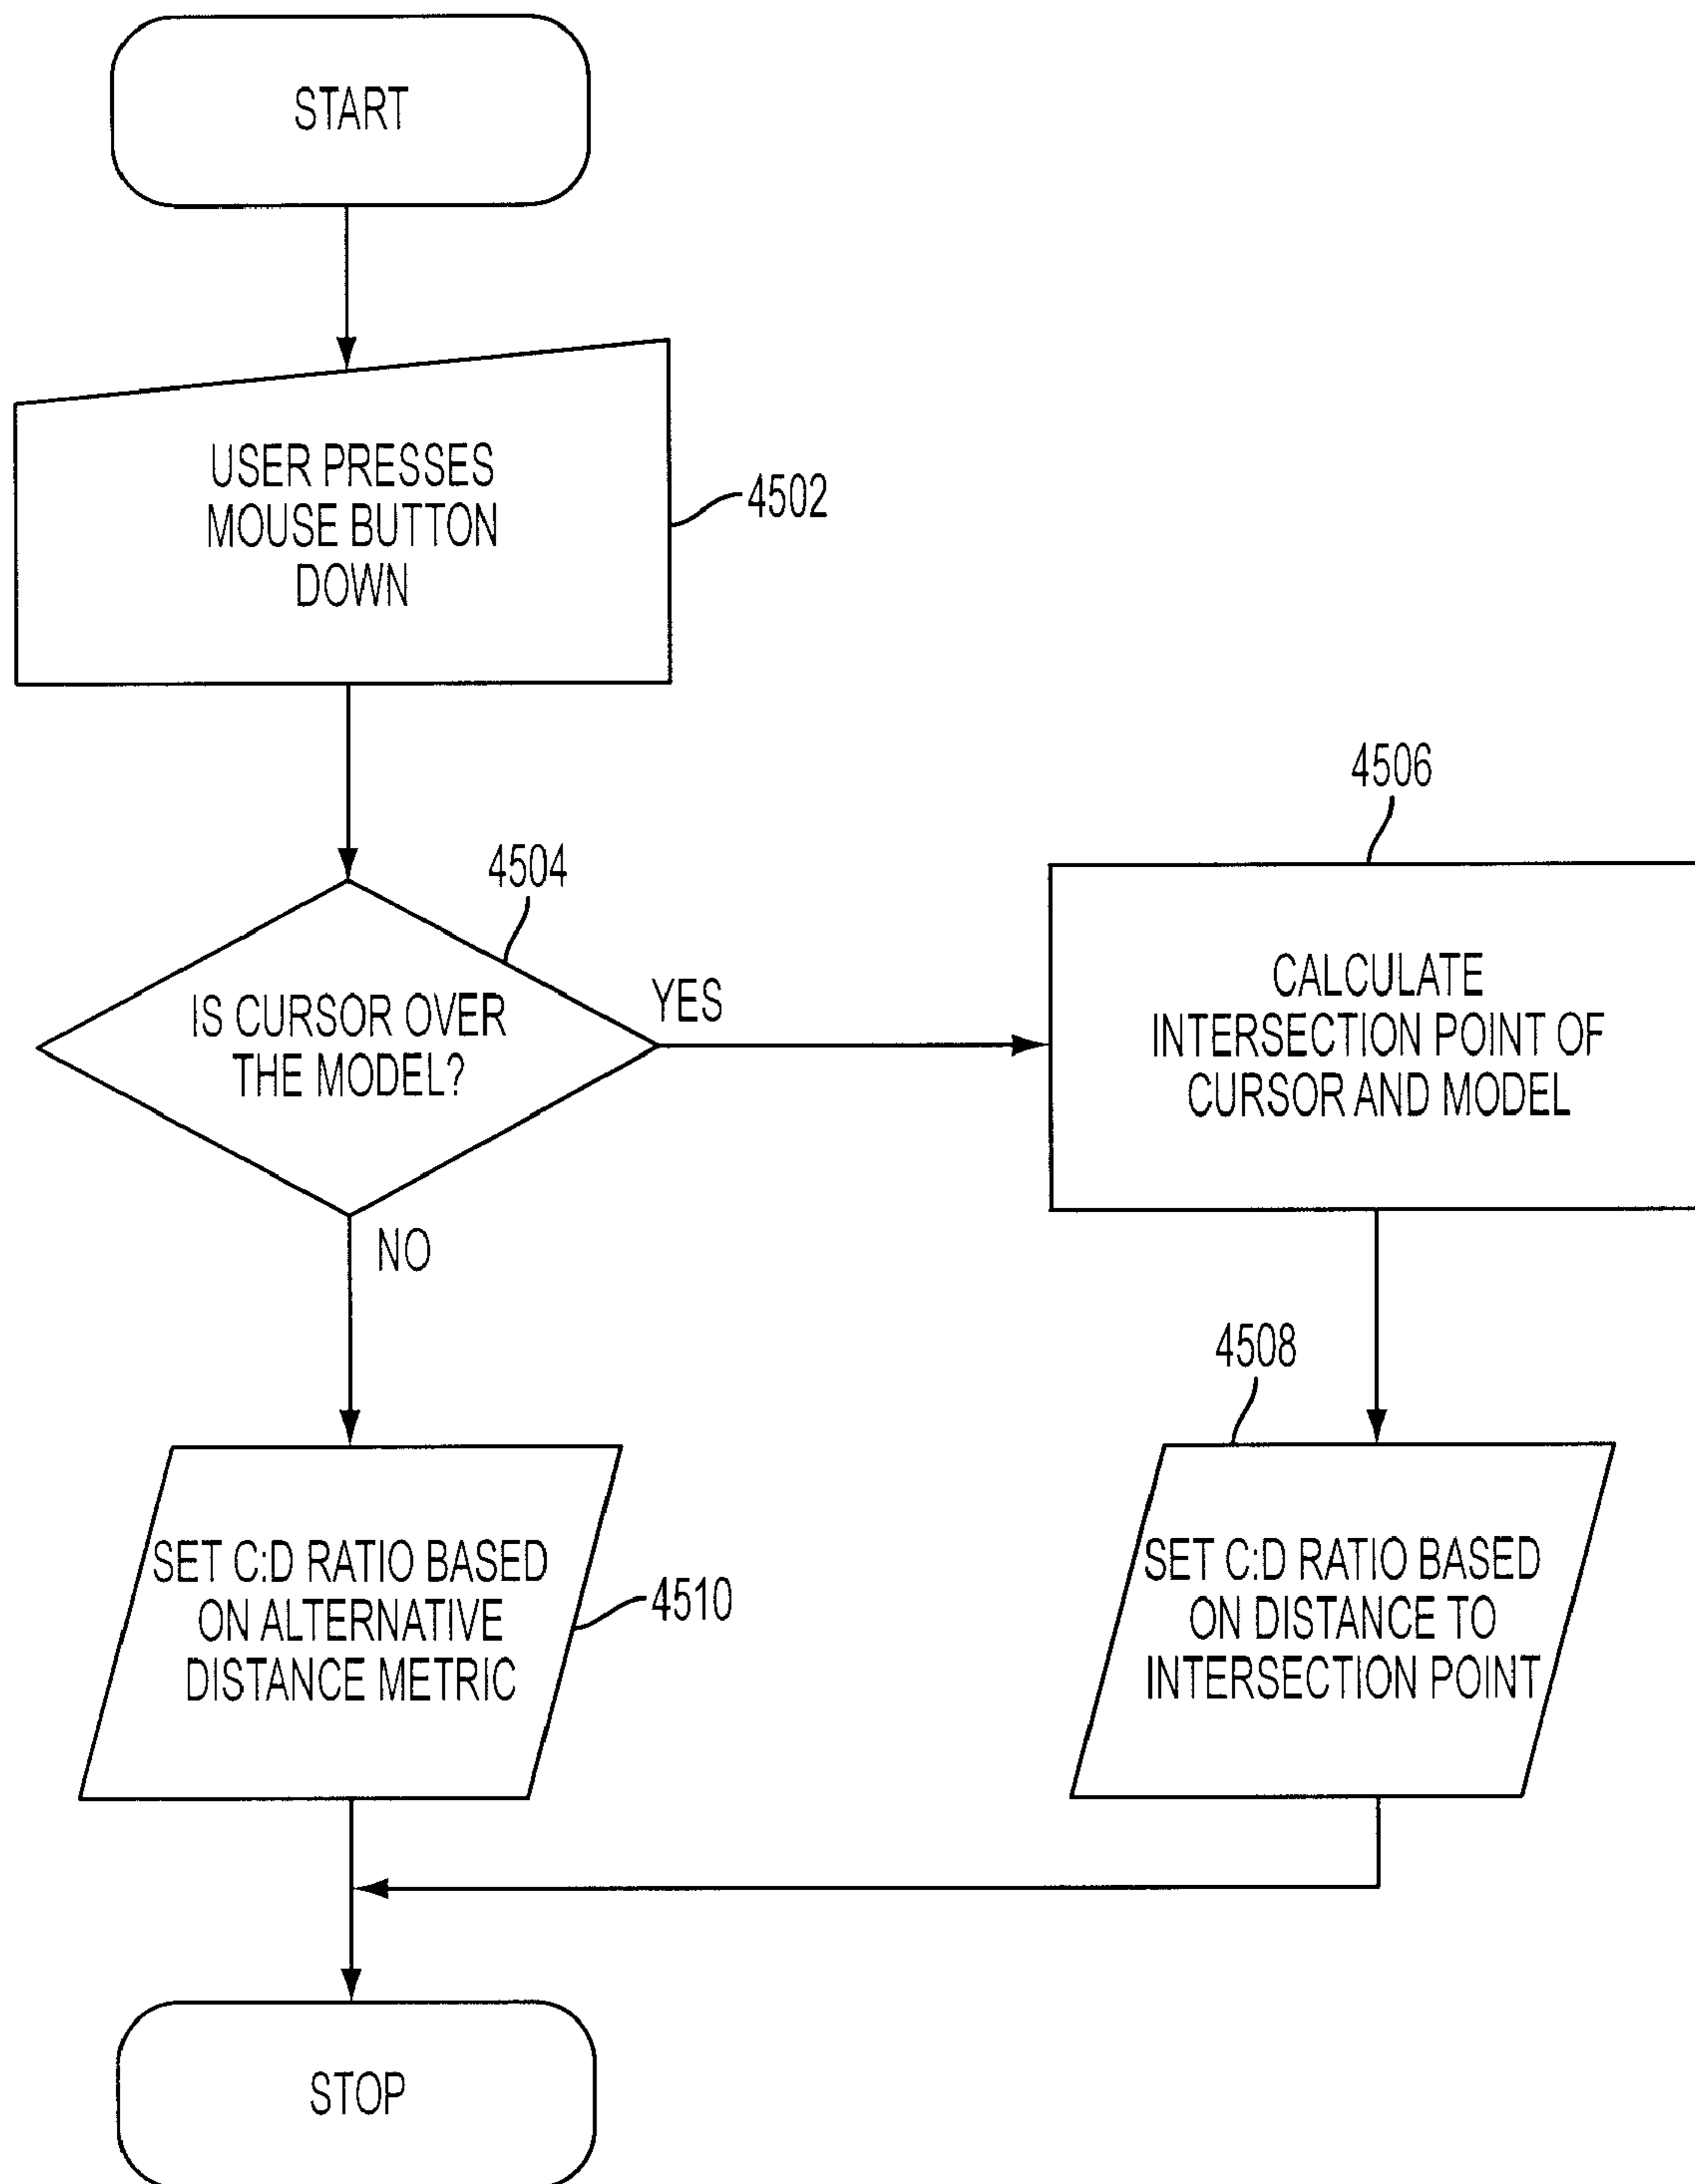 START
USER PRESSES
MOUSE BUTTON
DOWN
4502
4504
IS CURSOR OVER
THE MODEL?
YES
NO
4506
CALCULATE
INTERSECTION POINT OF
CURSOR AND MODEL
4508
SET C:D RATIO BASED
ON DISTANCE TO
INTERSECTION POINT
SET C:D RATIO BASED
ON ALTERNATIVE
DISTANCE METRIC
4510
STOP